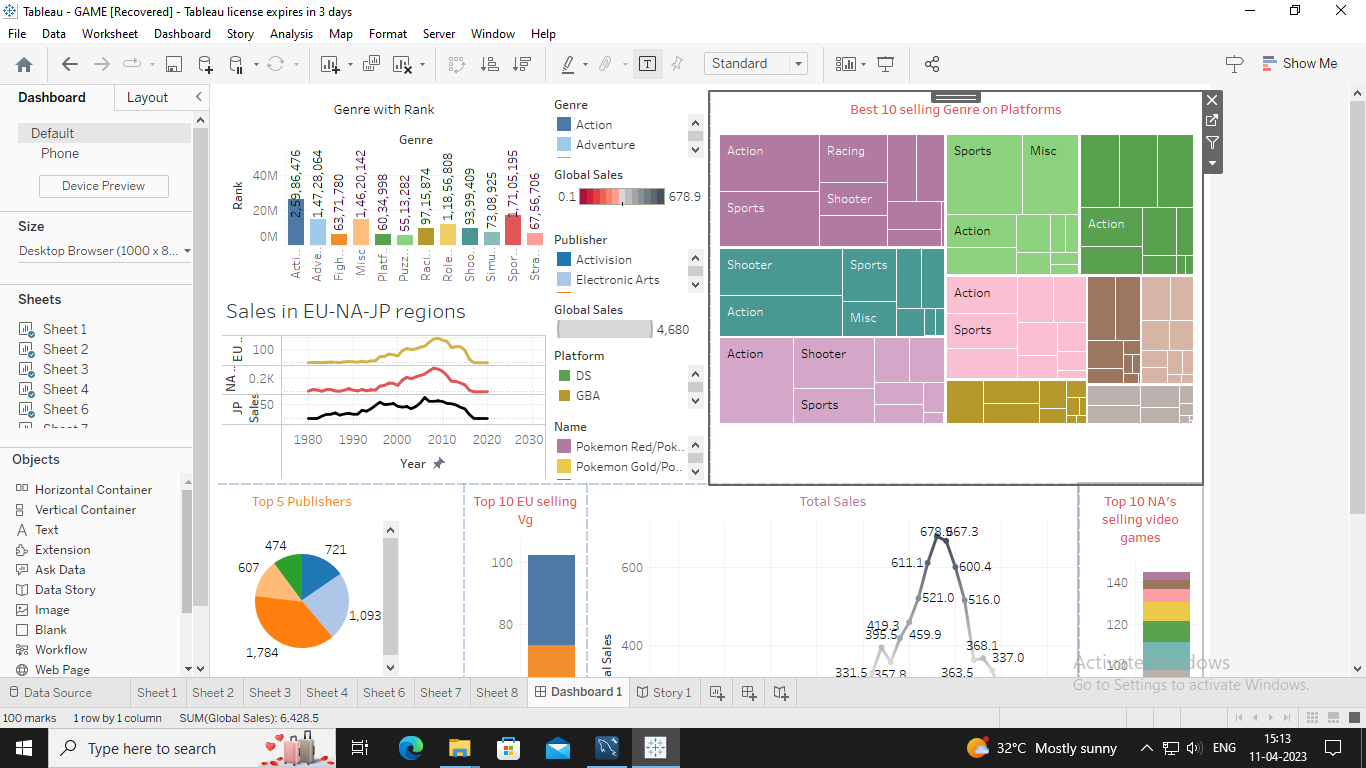 Tableau - GAME [Recovered] - Tableau license expires in 3 days
File Data Worksheet Dashboard Story Analysis Map Format Server Window Help
Standard
Show Me
Dashboard Layout
Default
Phone
Device Preview
Size
Desktop Browser (1000 x 8...
Sheets
Sheet 1
Sheet 2
Sheet 3
Sheet 4
Sheet 6
Objects
Horizontal Container
Vertical Container
Text
Extension
Ask Data
Data Story
Image
Blank
Workflow
Web Page
Genre with Rank
Genre
Rank
40M
20M
0M
2,59,86,476
1,47,28,064
63,71,780
1,46,20,142
60,34,998
55,13,282
97,15,874
1,18,56,808
93,99,409
73,08,925
1,71,05,195
67,56,706
Acti..
Adve..
Figh..
Misc
Platf..
Puzz..
Raci..
Role..
Shoo..
Simu..
Spor..
Stra..
Sales in EU-NA-JP regions
EU ..
100
NA ..
0.2K
JP Sales
50
1980 1990 2000 2010 2020 2030
Year
Genre
Action
Adventure
Global Sales
0.1 678.9
Publisher
Activision
Electronic Arts
Global Sales
4,680
Platform
DS
GBA
Name
Pokemon Red/Pok..
Pokemon Gold/Po..
Best 10 selling Genre on Platforms
Action
Racing
Sports
Shooter
Shooter
Sports
Action
Misc
Action
Shooter
Sports
Sports
Misc
Action
Action
Action
Sports
Top 5 Publishers
474
721
607
1,093
1,784
Top 10 EU selling
Vg
100
80
Total Sales
600
400
678.9
667.3
611.1
600.4
521.0
516.0
419.3
395.5
459.9
368.1
337.0
331.5
357.8
363.5
Top 10 NA's
selling video
games
140
120
100
Activate Windows
Go to Settings to activate Windows.
Data Source Sheet 1 Sheet 2 Sheet 3 Sheet 4 Sheet 6 Sheet 7 Sheet 8 Dashboard 1 Story 1
100 marks 1 row by 1 column SUM(Global Sales): 6,428.5
Type here to search
32°C Mostly sunny
ENG
15:13
11-04-2023